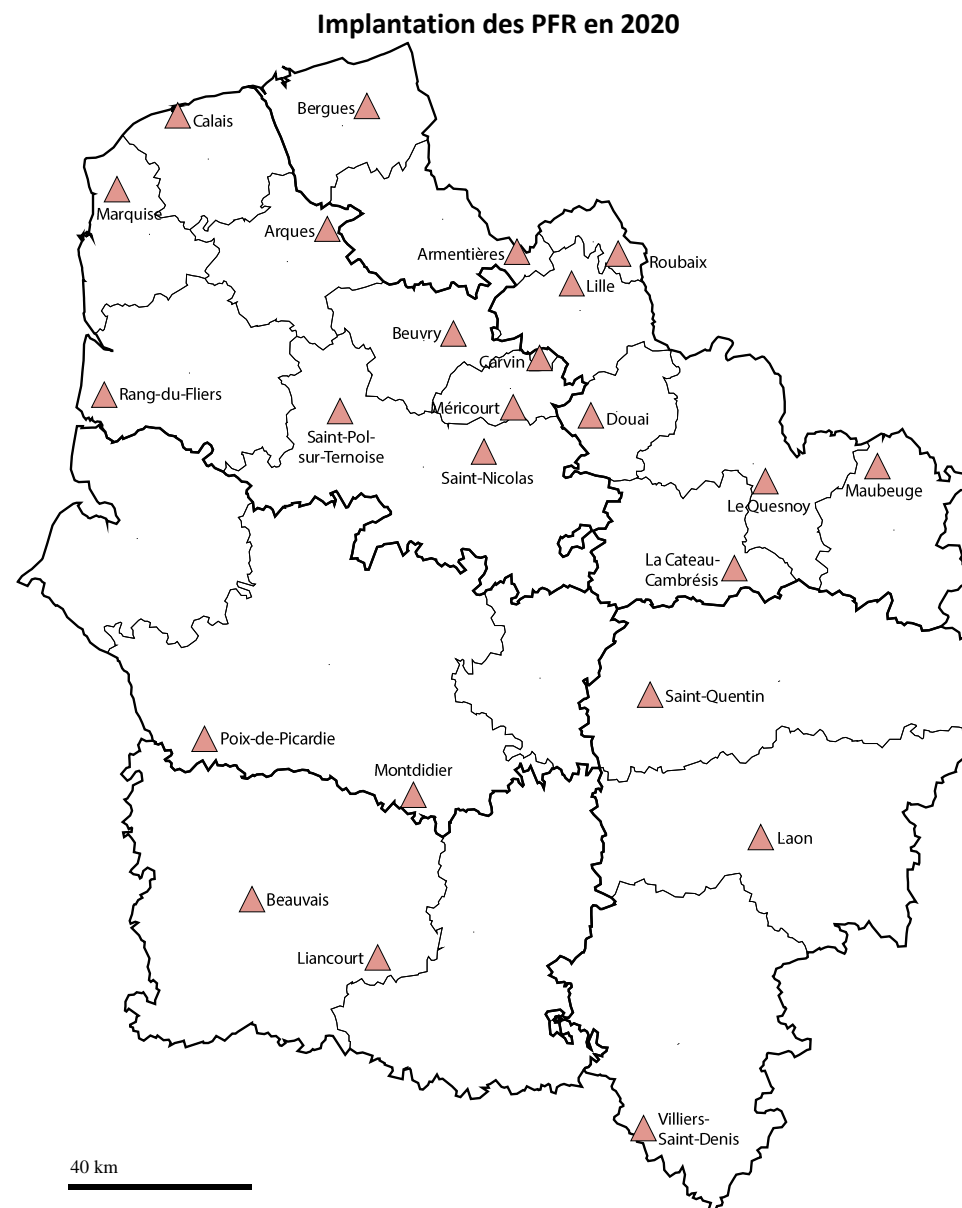 Implantation des PFR en 2020
Bergues
Calais
Marquise
Arques
Armentières
Roubaix
Lille
Beuvry
Carvin
Rang-du-Fliers
Méricourt
Douai
Saint-Pol-
sur-Ternoise
Saint-Nicolas
Maubeuge
Le Quesnoy
La Cateau-
Cambrésis
Saint-Quentin
Poix-de-Picardie
Montdidier
Laon
Beauvais
Liancourt
Villiers-
Saint-Denis
40 km